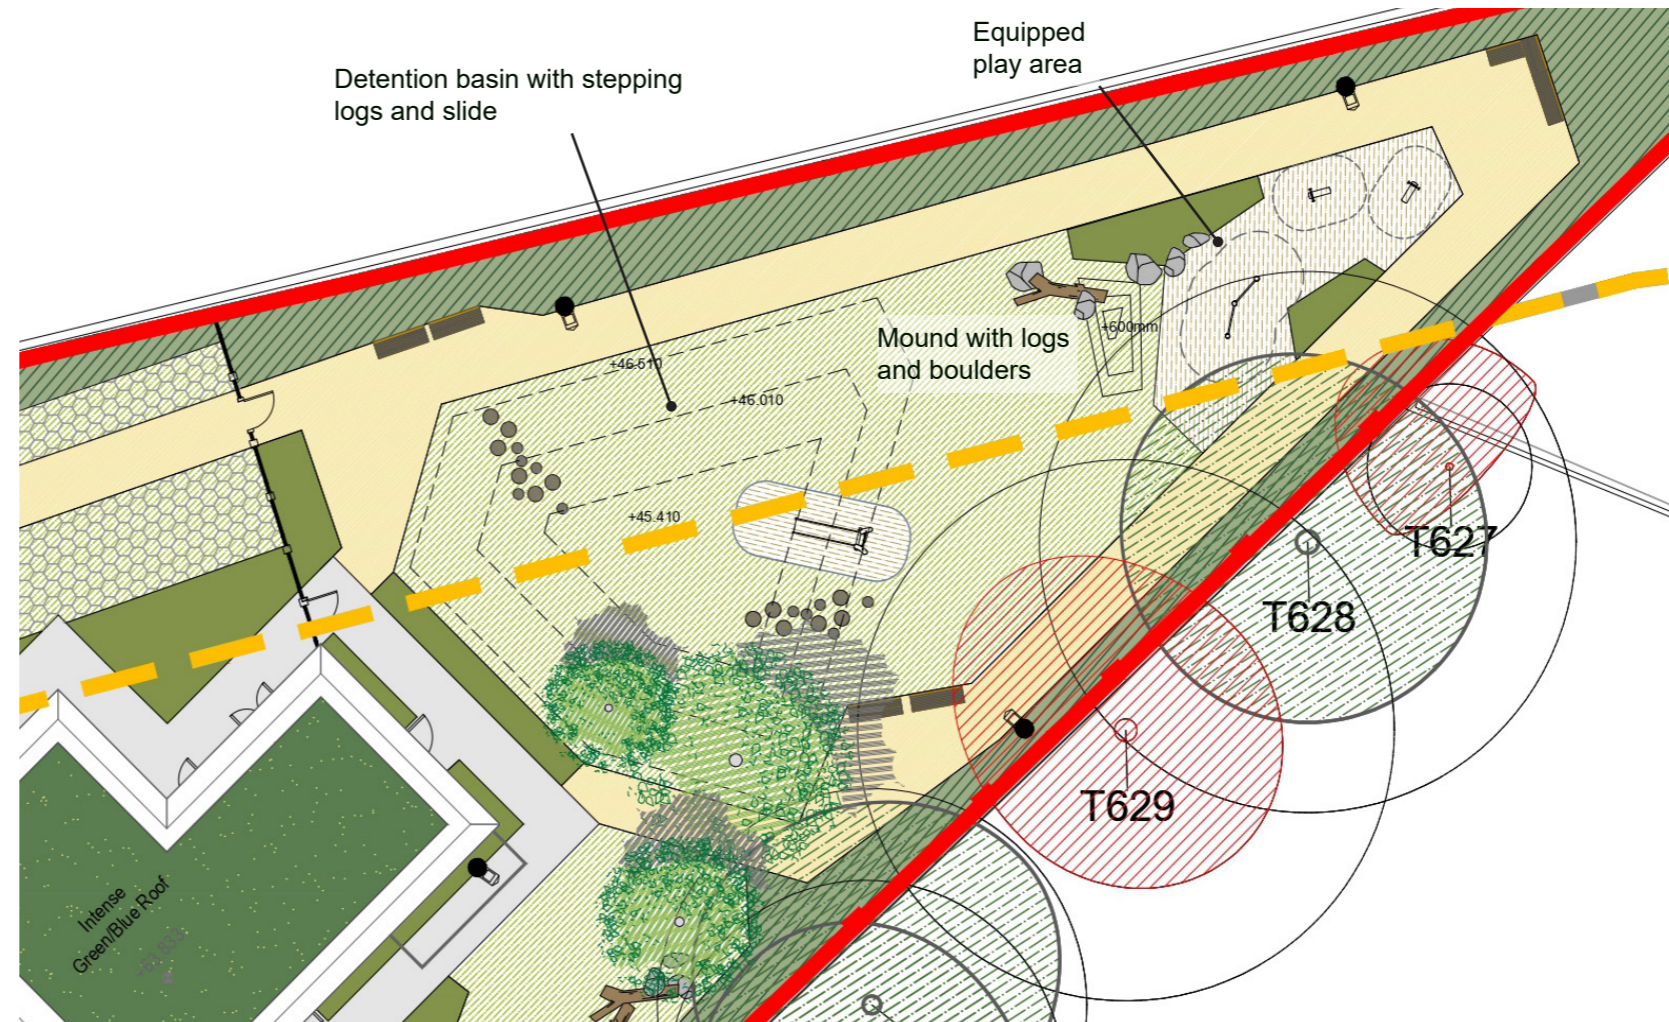 Equipped
play area
Detention basin with stepping
logs and slide
Mound with logs
and boulders
+600mm
+46.510
+46.010
+45.410
T627
T628
T629
Intense
Green/Blue Roof